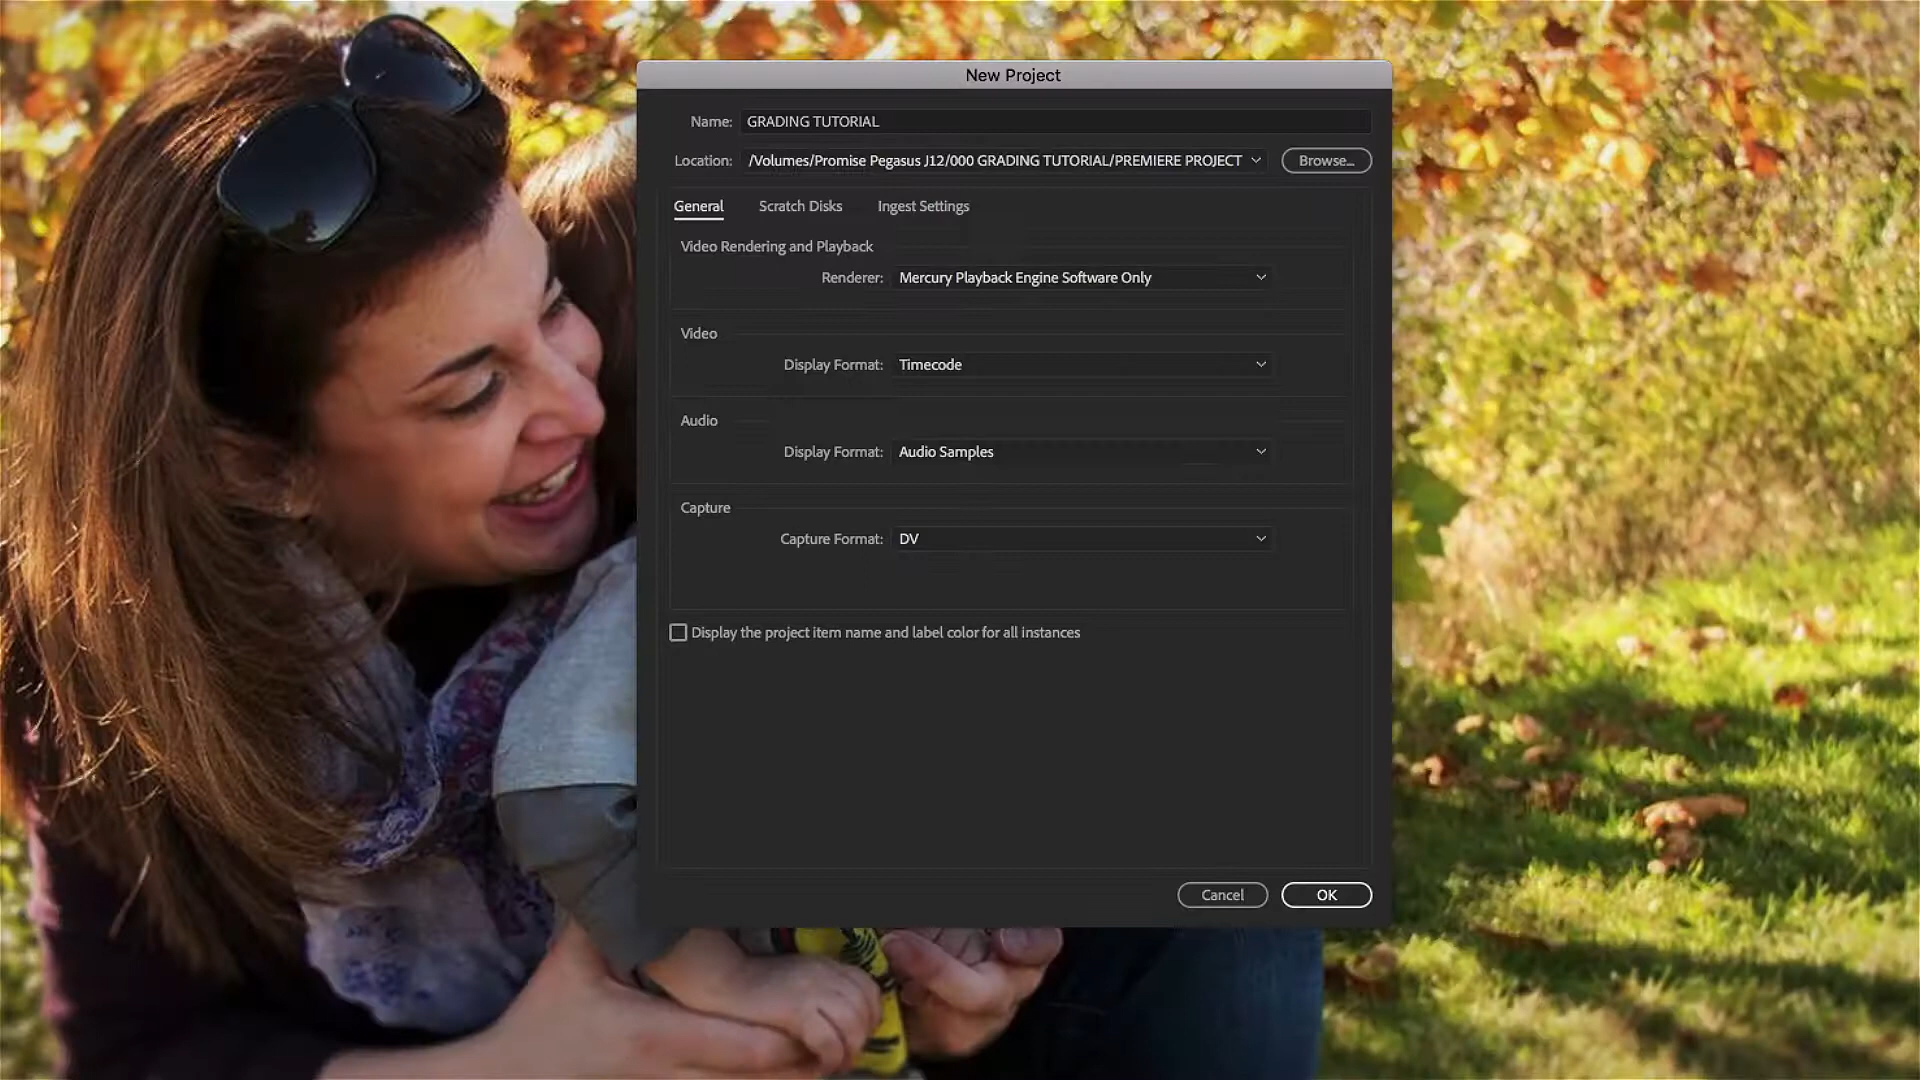 New Project
Name: GRADING TUTORIAL
Location: /Volumes/Promise Pegasus J12/000 GRADING TUTORIAL/PREMIERE PROJECT Browse...
General Scratch Disks Ingest Settings
Video Rendering and Playback
Renderer: Mercury Playback Engine Software Only
Video
Display Format: Timecode
Audio
Display Format: Audio Samples
Capture
Capture Format: DV
Display the project item name and label color for all instances
Cancel OK